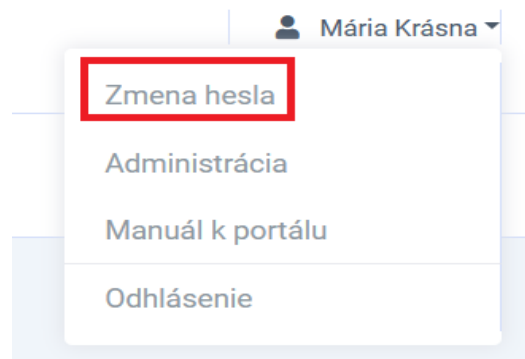 Mária Krásna
Zmena hesla
Administrácia
Manuál k portálu
Odhlásenie